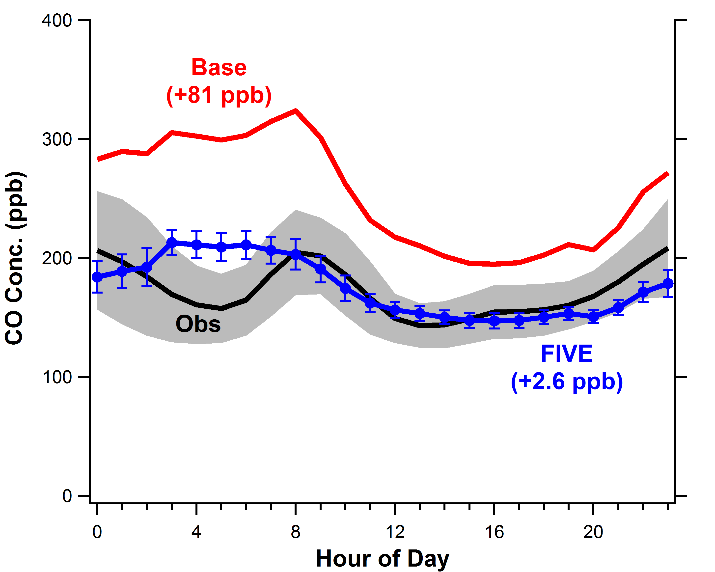 400
Base
(+81 ppb)
300
CO Conc. (ppb)
200
Obs
FIVE
(+2.6 ppb)
100
0
0 4 8 12 16 20
Hour of Day